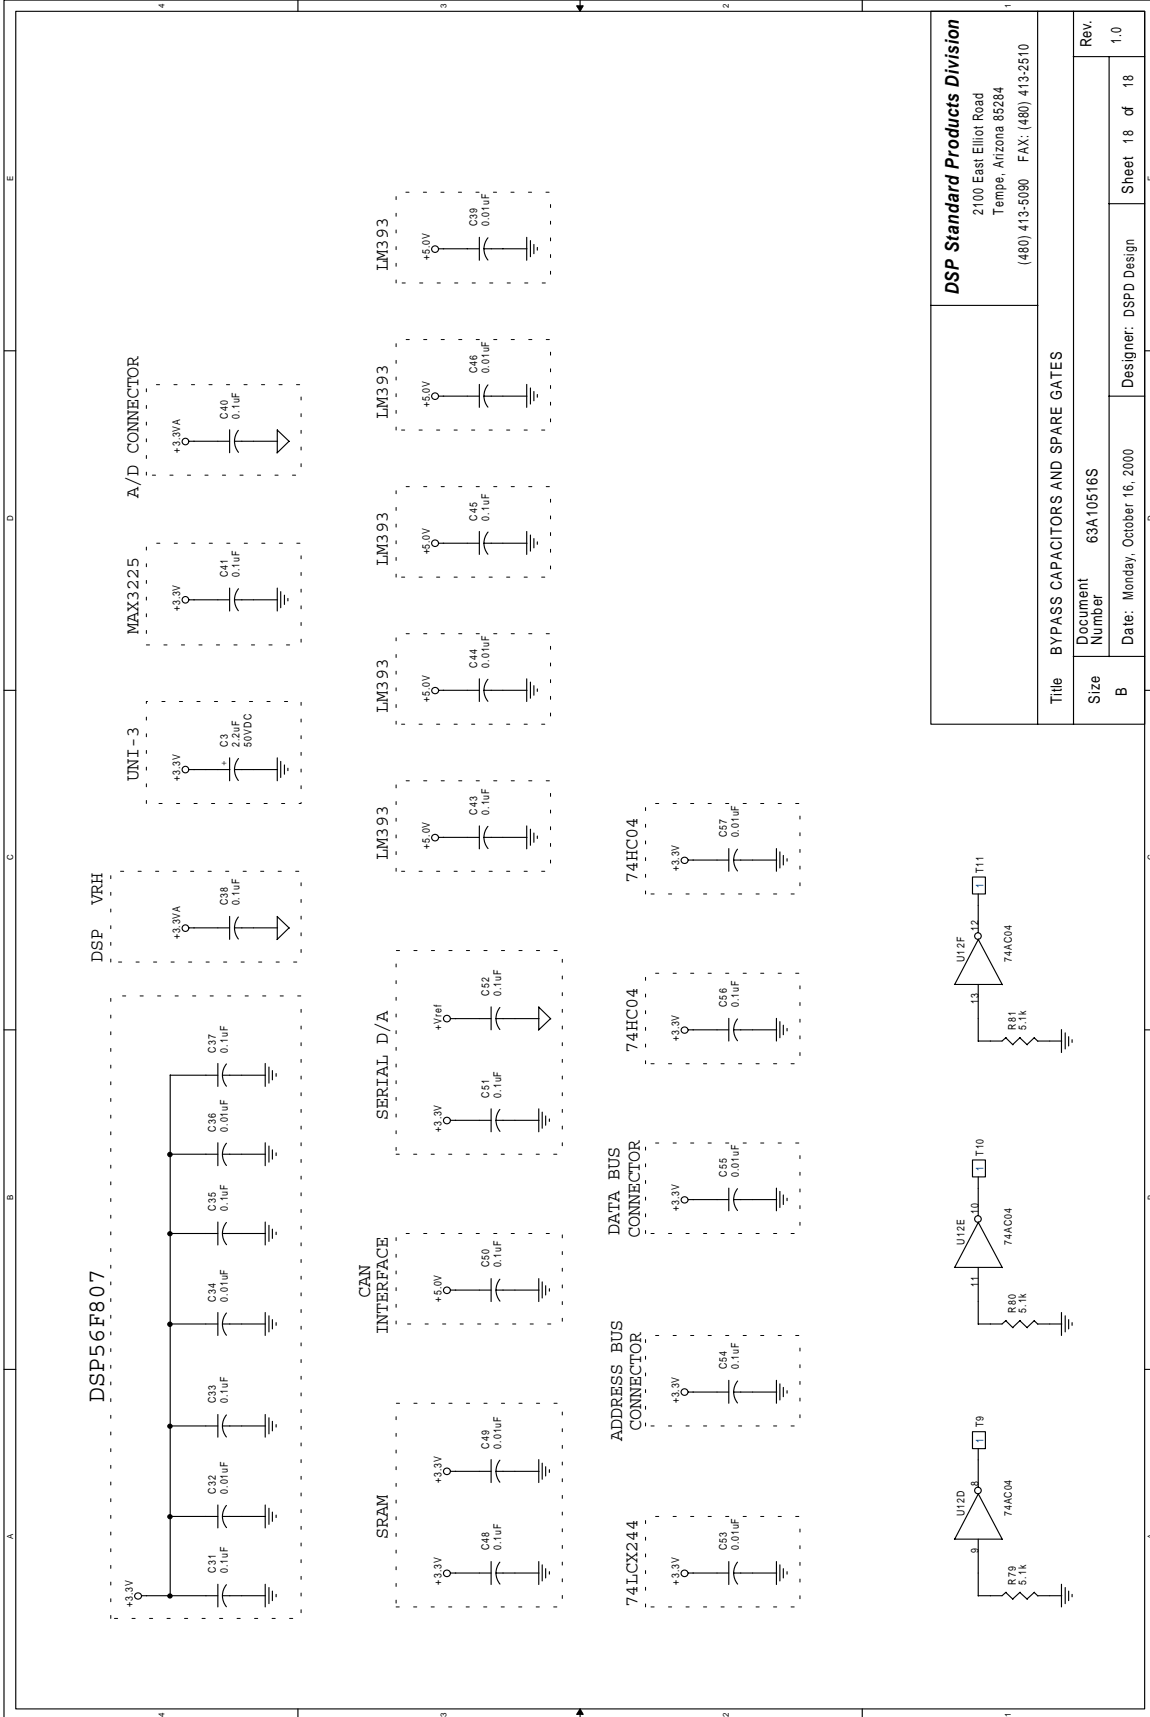 A
B
C
D
E
4
4
DSP56F807
+3.3V
C31
0.1uF
C32
0.01uF
C33
0.1uF
C34
0.01uF
C35
0.1uF
C36
0.01uF
C37
0.1uF
DSP VRH
+3.3VA
C38
0.1uF
UNI-3
+3.3V
+
C3
2.2uF
50VDC
MAX3225
+3.3V
C41
0.1uF
A/D CONNECTOR
+3.3VA
C40
0.1uF
3
3
SRAM
+3.3V
C48
0.1uF
+3.3V
C49
0.01uF
CAN
INTERFACE
+5.0V
C50
0.1uF
SERIAL D/A
+3.3V
C51
0.1uF
+Vref
C52
0.1uF
LM393
+5.0V
C43
0.1uF
LM393
+5.0V
C44
0.01uF
LM393
+5.0V
C45
0.1uF
LM393
+5.0V
C46
0.01uF
LM393
+5.0V
C39
0.01uF
2
2
74LCX244
+3.3V
C53
0.01uF
ADDRESS BUS
CONNECTOR
+3.3V
C54
0.1uF
DATA BUS
CONNECTOR
+3.3V
C55
0.01uF
74HC04
+3.3V
C56
0.1uF
74HC04
+3.3V
C57
0.01uF
1
1
R79
5.1k
9
U12D
8
74AC04
1
T9
R80
5.1k
11
U12E
10
74AC04
1
T10
R81
5.1k
13
U12F
12
74AC04
1
T11
DSP Standard Products Division
2100 East Elliot Road
Tempe, Arizona 85284
(480) 413-5090 FAX: (480) 413-2510
Title BYPASS CAPACITORS AND SPARE GATES
Size
B
Document
Number
63A10516S
Rev.
1.0
Date: Monday, October 16, 2000
Designer: DSPD Design
Sheet 18 of 18
A
B
C
D
E